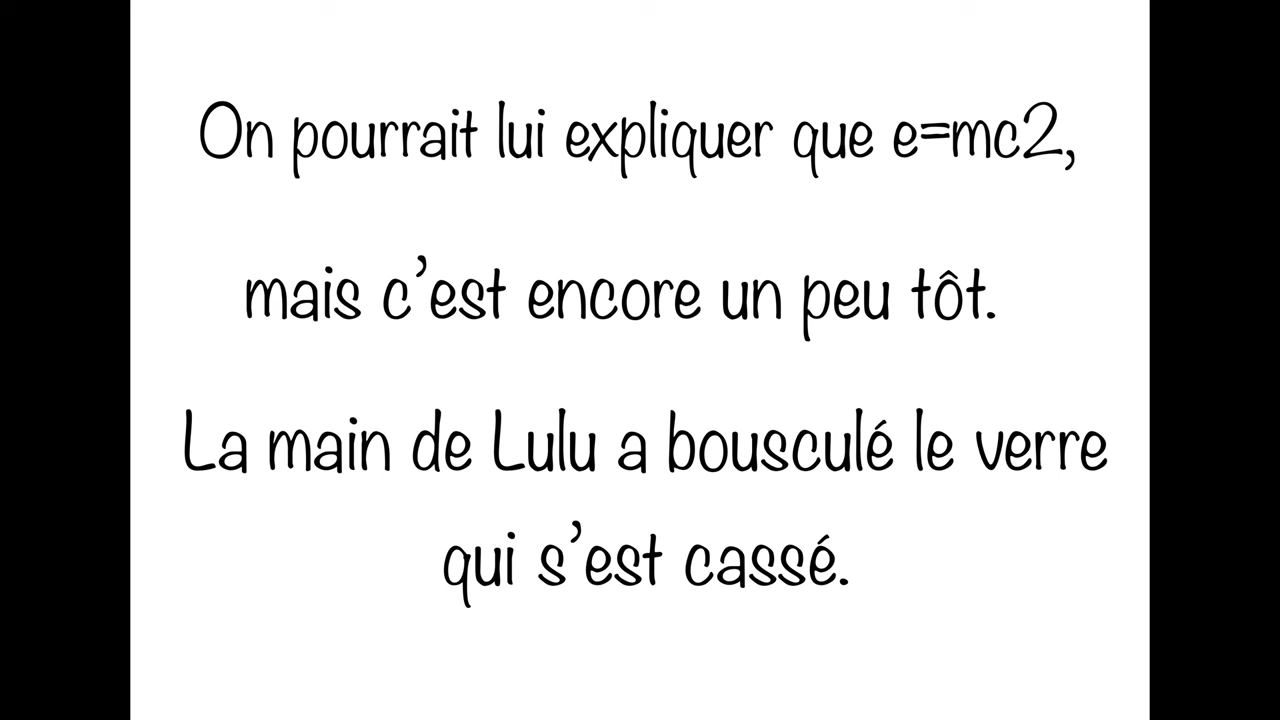 On pourrait lui expliquer que e=mc2,
mais c’est encore un peu tôt.
La main de Lulu a bousculé le verre
qui s’est cassé.